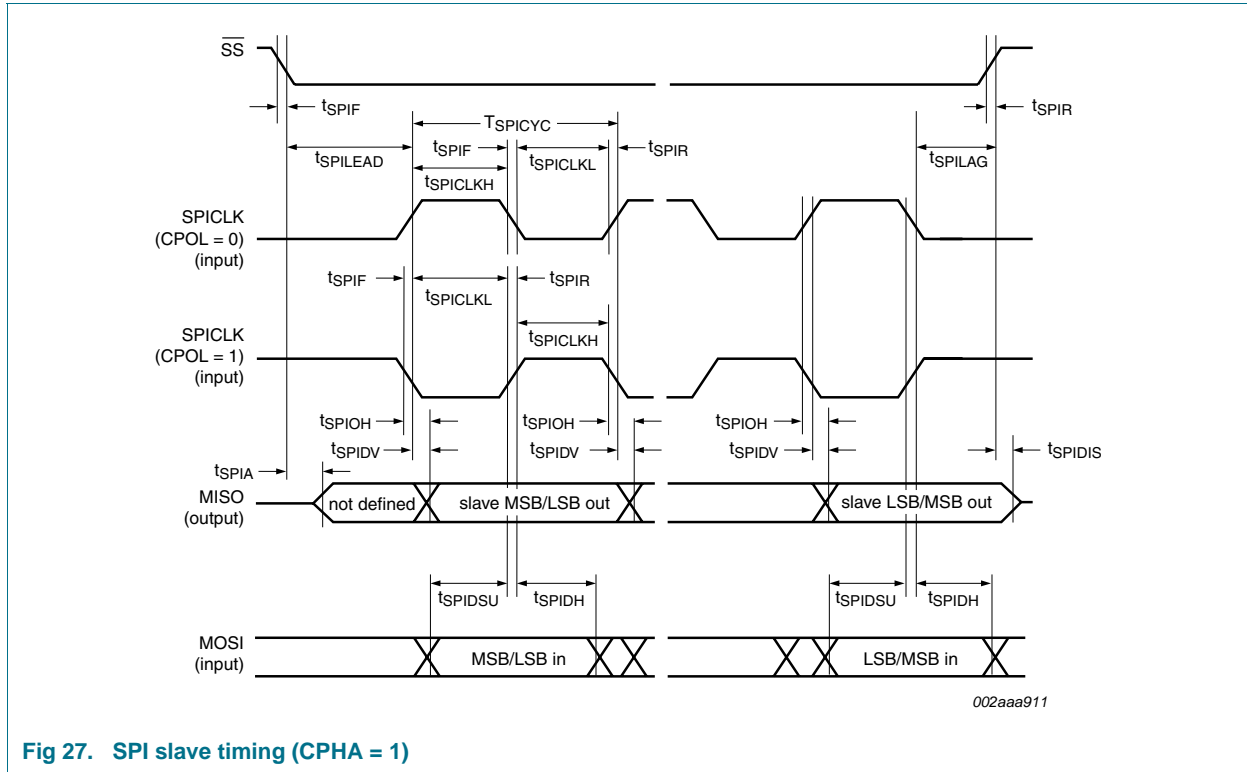 SS
tSPIF
TSPICYC
tSPIR
tSPILEAD
tSPIF
tSPICLKL
tSPIR
tSPILAG
tSPICLKH
SPICLK
(CPOL = 0)
(input)
tSPIF
tSPICLKL
tSPIR
tSPICLKH
SPICLK
(CPOL = 1)
(input)
tSPIOH
tSPIOH
tSPIOH
tSPIDV
tSPIDV
tSPIDV
tSPIDIS
tSPIA
MISO
(output)
not defined
slave MSB/LSB out
slave LSB/MSB out
tSPIDSU
tSPIDH
tSPIDSU
tSPIDH
MOSI
(input)
MSB/LSB in
LSB/MSB in
002aaa911
Fig 27. SPI slave timing (CPHA = 1)